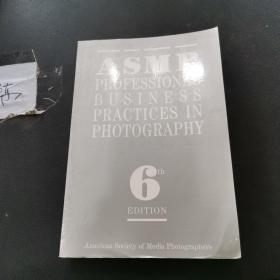 ASMP
PROFESSIONAL
BUSINESS
PRACTICES IN
PHOTOGRAPHY
6th
EDITION
American Society of Media Photographers